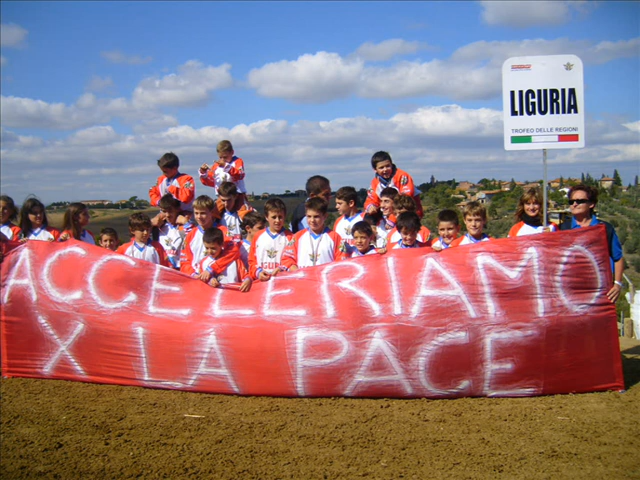 LIGURIA
TROFEO DELLE REGIONI
ACCELERIAMO
X LA PACE